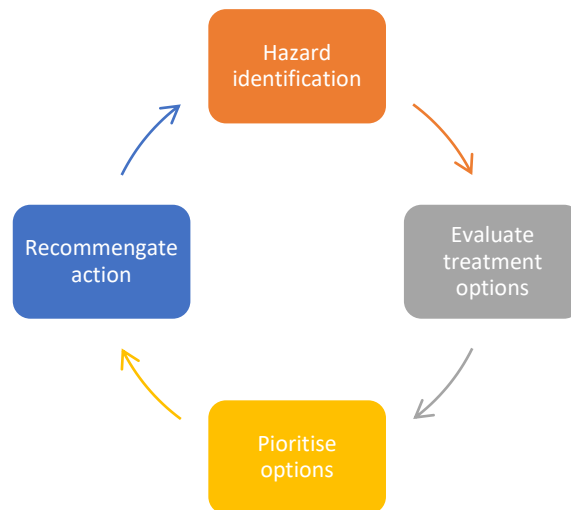 Hazard
identification
Evaluate
treatment
options
Pioritise
options
Recommengate
action